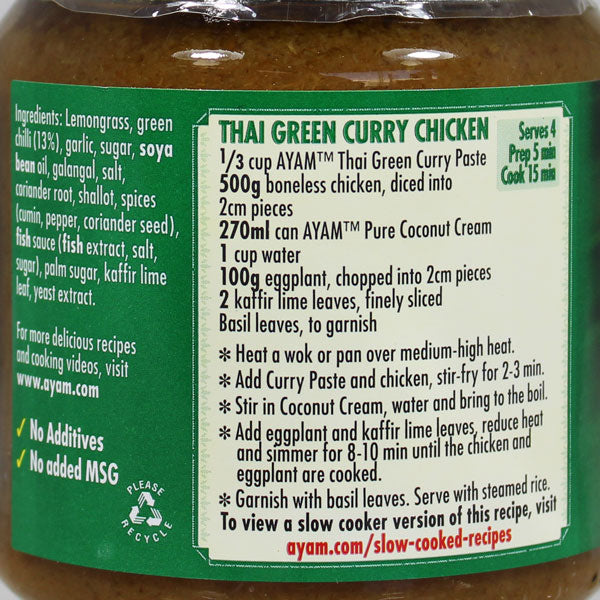 Ingredients: Lemongrass, green
chilli (13%), garlic, sugar, soya
bean oil, galangal, salt,
coriander root, shallot, spices
(cumin, pepper, coriander seed),
fish sauce (fish extract, salt,
sugar), palm sugar, kaffir lime
leaf, yeast extract.
For more delicious recipes
and cooking videos, visit
www.ayam.com
✓ No Additives
✓ No added MSG
PLEASE
RECYCLE
THAI GREEN CURRY CHICKEN
Serves 4
Prep 5 min
Cook 15 min
1/3 cup AYAM™ Thai Green Curry Paste
500g boneless chicken, diced into
2cm pieces
270ml can AYAM™ Pure Coconut Cream
1 cup water
100g eggplant, chopped into 2cm pieces
2 kaffir lime leaves, finely sliced
Basil leaves, to garnish
* Heat a wok or pan over medium-high heat.
* Add Curry Paste and chicken, stir-fry for 2-3 min.
* Stir in Coconut Cream, water and bring to the boil.
* Add eggplant and kaffir lime leaves, reduce heat
and simmer for 8-10 min until the chicken and
eggplant are cooked.
* Garnish with basil leaves. Serve with steamed rice.
To view a slow cooker version of this recipe, visit
ayam.com/slow-cooked-recipes